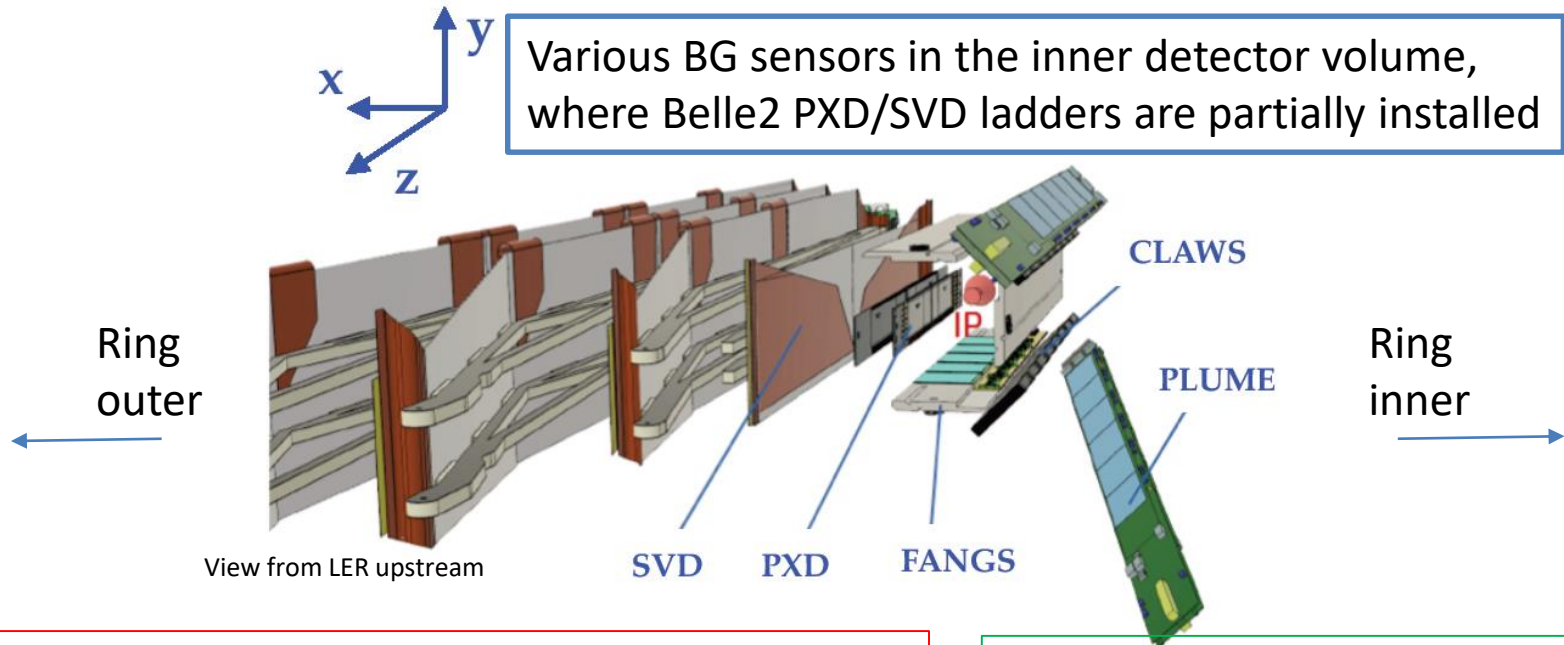 y
Various BG sensors in the inner detector volume,
where Belle2 PXD/SVD ladders are partially installed
x
z
CLAWS
IP
Ring
outer
PLUME
Ring
inner
View from LER upstream
SVD
PXD
FANGS